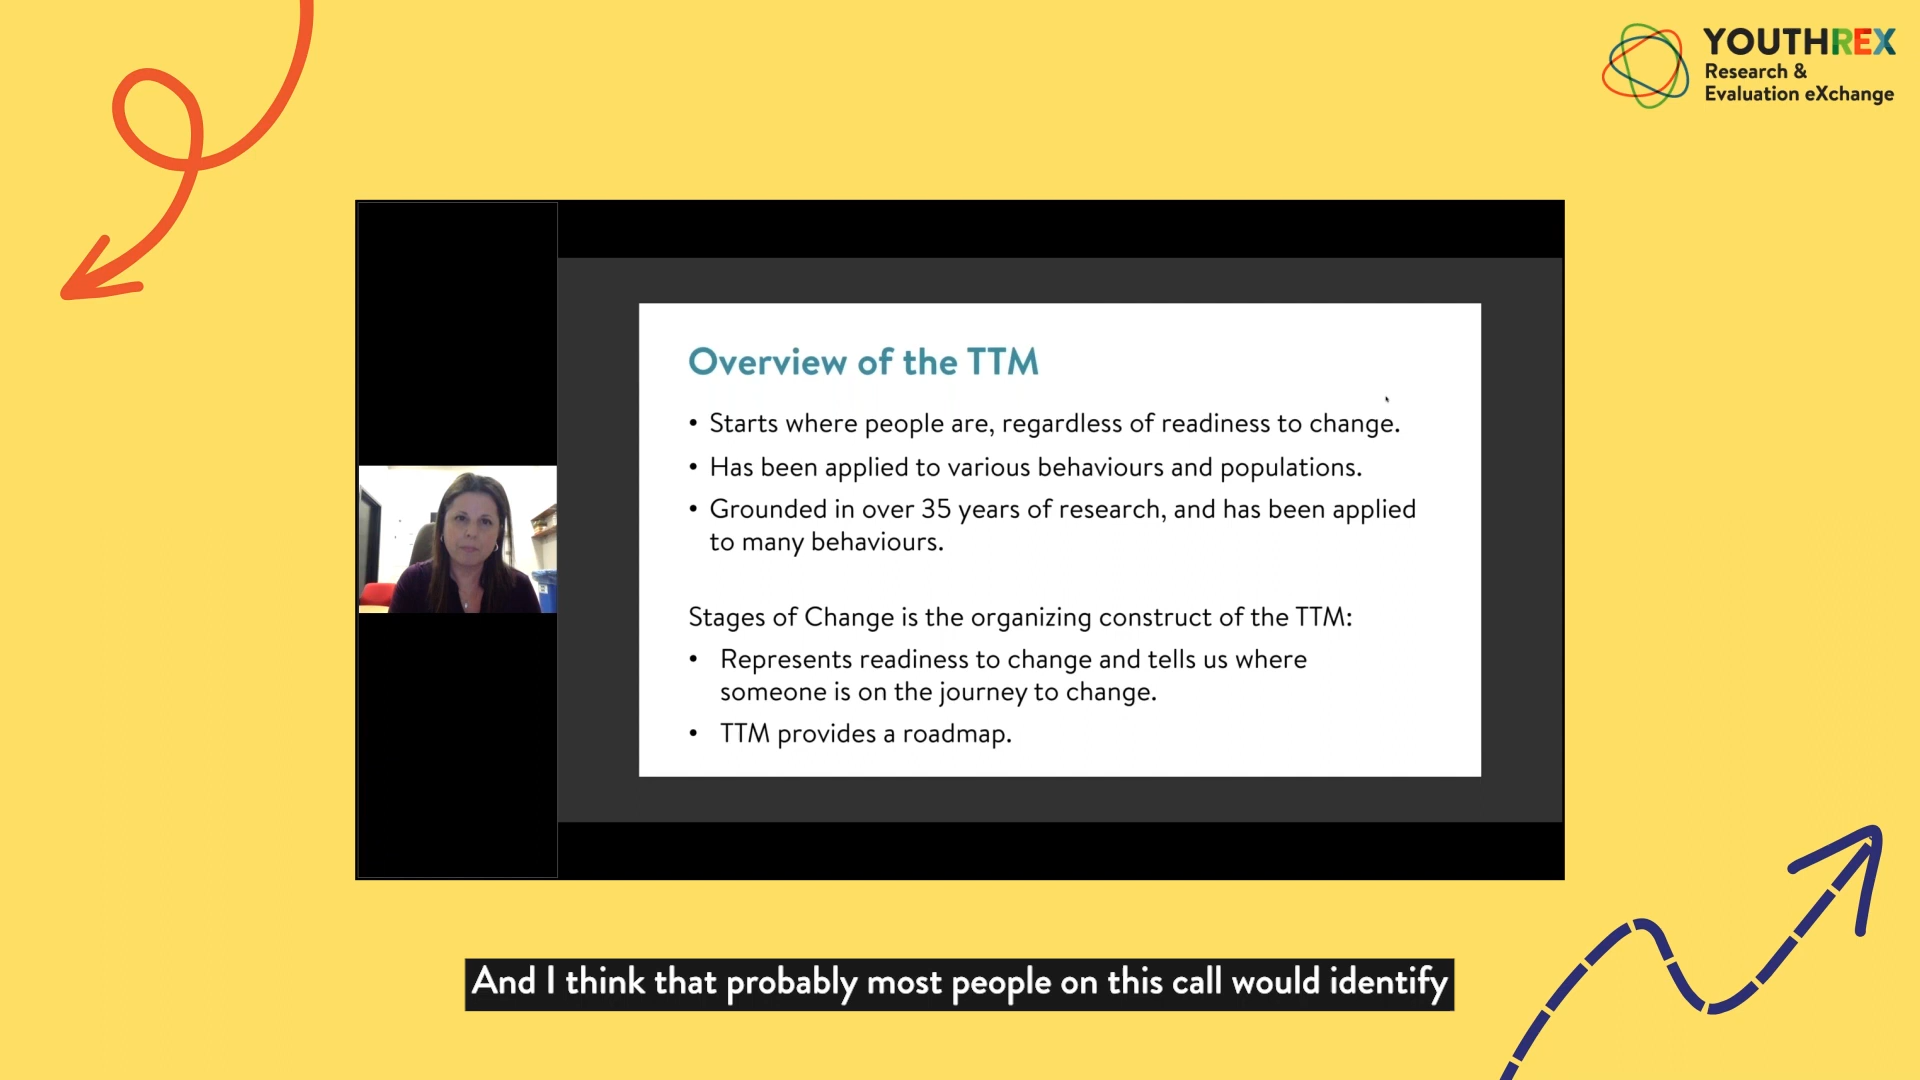 YOUTHREX
Research &
Evaluation eXchange
Overview of the TTM
• Starts where people are, regardless of readiness to change.
• Has been applied to various behaviours and populations.
• Grounded in over 35 years of research, and has been applied
to many behaviours.
Stages of Change is the organizing construct of the TTM:
• Represents readiness to change and tells us where
someone is on the journey to change.
• TTM provides a roadmap.
And I think that probably most people on this call would identify